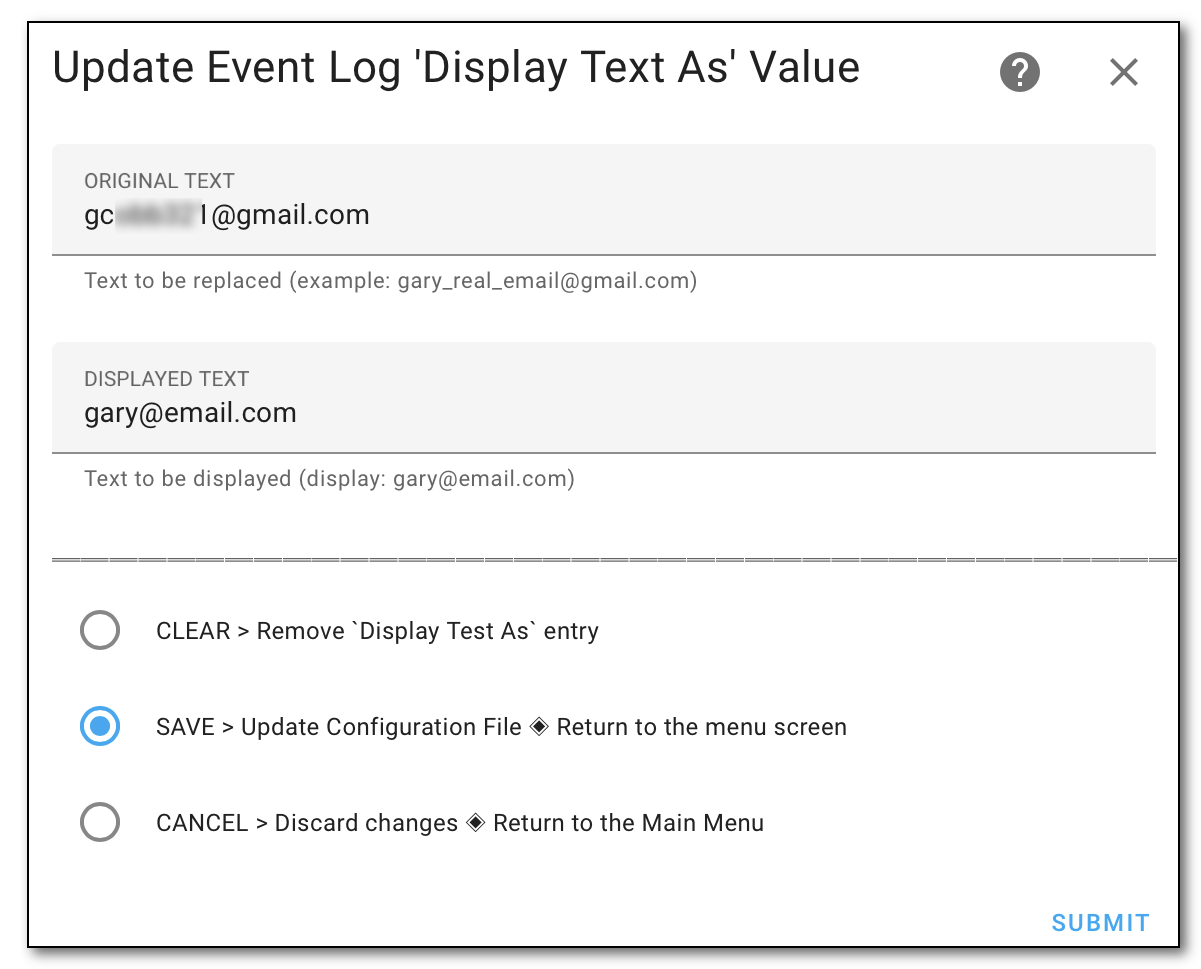 Update Event Log 'Display Text As' Value
ORIGINAL TEXT
gc 1@gmail.com
Text to be replaced (example: gary_real_email@gmail.com)
DISPLAYED TEXT
gary@email.com
Text to be displayed (display: gary@email.com)
CLEAR > Remove `Display Test As` entry
SAVE > Update Configuration File ◈ Return to the menu screen
CANCEL > Discard changes ◈ Return to the Main Menu
SUBMIT